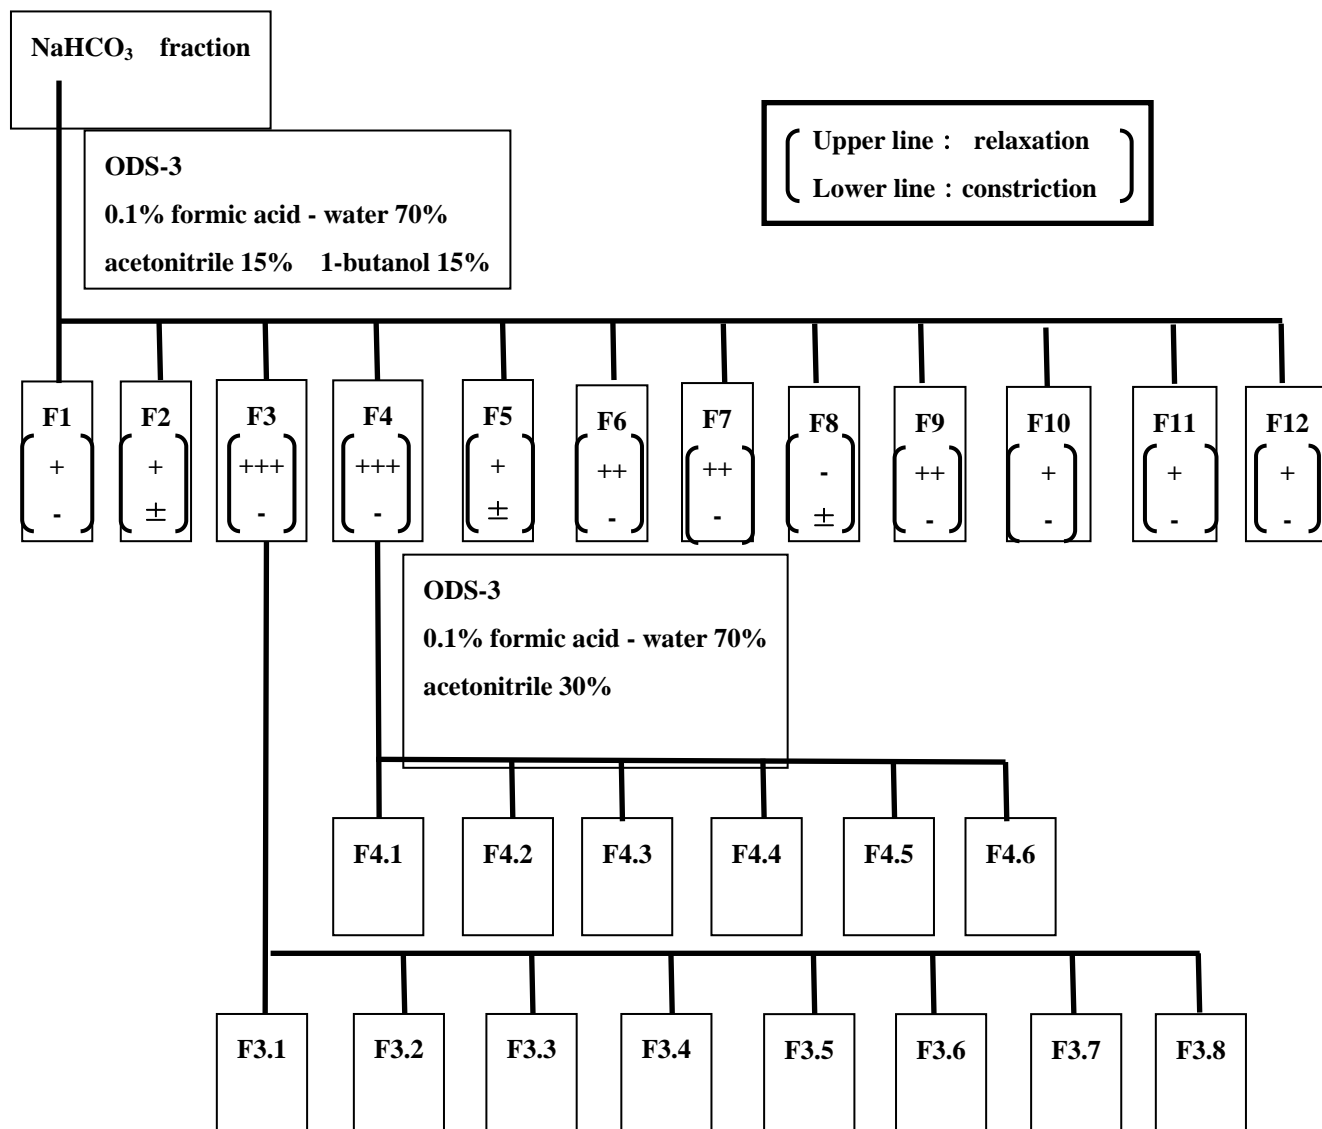 NaHCO₃ fraction
ODS-3
0.1% formic acid - water 70%
acetonitrile 15% 1-butanol 15%
Upper line : relaxation
Lower line : constriction
F1
+
-
F2
+
±
F3
+++
-
F4
+++
-
F5
+
±
F6
++
-
F7
++
-
F8
-
±
F9
++
-
F10
+
-
F11
+
-
F12
+
-
ODS-3
0.1% formic acid - water 70%
acetonitrile 30%
F4.1
F4.2
F4.3
F4.4
F4.5
F4.6
F3.1
F3.2
F3.3
F3.4
F3.5
F3.6
F3.7
F3.8